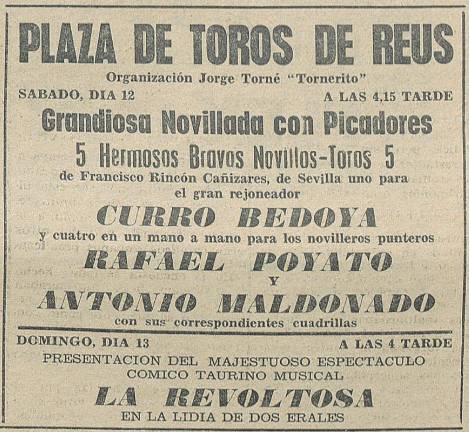 PLAZA DE TOROS DE REUS
Organización Jorge Torné "Tornerito"
SABADO, DIA 12 A LAS 4,15 TARDE
Grandiosa Novillada con Picadores
5 Hermosos Bravos Novillos-Toros 5
de Francisco Rincón Cañizares, de Sevilla uno para
el gran rejoneador
CURRO BEDOYA
y cuatro en un mano a mano para los novilleros punteros
RAFAEL POYATO
Y
ANTONIO MALDONADO
con sus correspondientes cuadrillas
DOMINGO, DIA 13 A LAS 4 TARDE
PRESENTACION DEL MAJESTUOSO ESPECTACULO
COMICO TAURINO MUSICAL
LA REVOLTOSA
EN LA LIDIA DE DOS ERALES